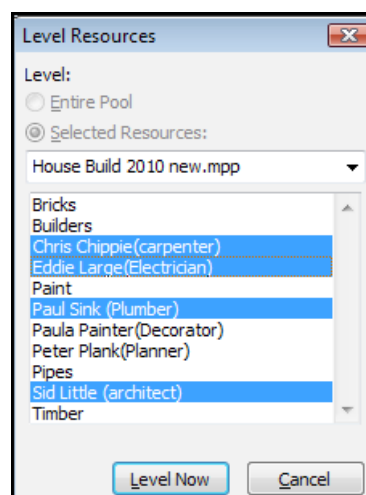 Level Resources
Level:
Entire Pool
Selected Resources:
House Build 2010 new.mpp
Bricks
Builders
Chris Chippie(carpenter)
Eddie Large(Electrician)
Paint
Paul Sink (Plumber)
Paula Painter(Decorator)
Peter Plank(Planner)
Pipes
Sid Little (architect)
Timber
Level Now
Cancel